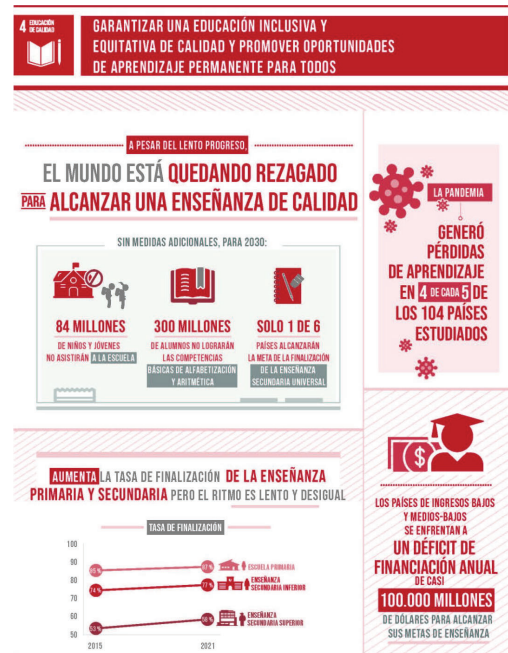 4 EDUCACIÓN
DE CALIDAD
GARANTIZAR UNA EDUCACIÓN INCLUSIVA Y
EQUITATIVA DE CALIDAD Y PROMOVER OPORTUNIDADES
DE APRENDIZAJE PERMANENTE PARA TODOS
A PESAR DEL LENTO PROGRESO,
EL MUNDO ESTÁ QUEDANDO REZAGADO
PARA ALCANZAR UNA ENSEÑANZA DE CALIDAD
SIN MEDIDAS ADICIONALES, PARA 2030:
84 MILLONES
DE NIÑOS Y JÓVENES
NO ASISTIRÁN A LA ESCUELA
300 MILLONES
DE ALUMNOS NO LOGRARÁN
LAS COMPETENCIAS
BÁSICAS DE ALFABETIZACIÓN
Y ARITMÉTICA
SOLO 1 DE 6
PAÍSES ALCANZARÁN
LA META DE LA FINALIZACIÓN
DE LA ENSEÑANZA
SECUNDARIA UNIVERSAL
LA PANDEMIA
GENERÓ
PÉRDIDAS
DE APRENDIZAJE
EN 4 DE CADA 5 DE
LOS 104 PAÍSES
ESTUDIADOS
AUMENTA LA TASA DE FINALIZACIÓN DE LA ENSEÑANZA
PRIMARIA Y SECUNDARIA PERO EL RITMO ES LENTO Y DESIGUAL
TASA DE FINALIZACIÓN
100
90
80
70
60
50
85 %
87 %
ESCUELA PRIMARIA
74 %
77 %
ENSEÑANZA
SECUNDARIA INFERIOR
53 %
58 %
ENSEÑANZA
SECUNDARIA SUPERIOR
2015
2021
$
LOS PAÍSES DE INGRESOS BAJOS
Y MEDIOS-BAJOS
SE ENFRENTAN A
UN DÉFICIT DE
FINANCIACIÓN ANUAL
DE CASI
100.000 MILLONES
DE DÓLARES PARA ALCANZAR
SUS METAS DE ENSEÑANZA